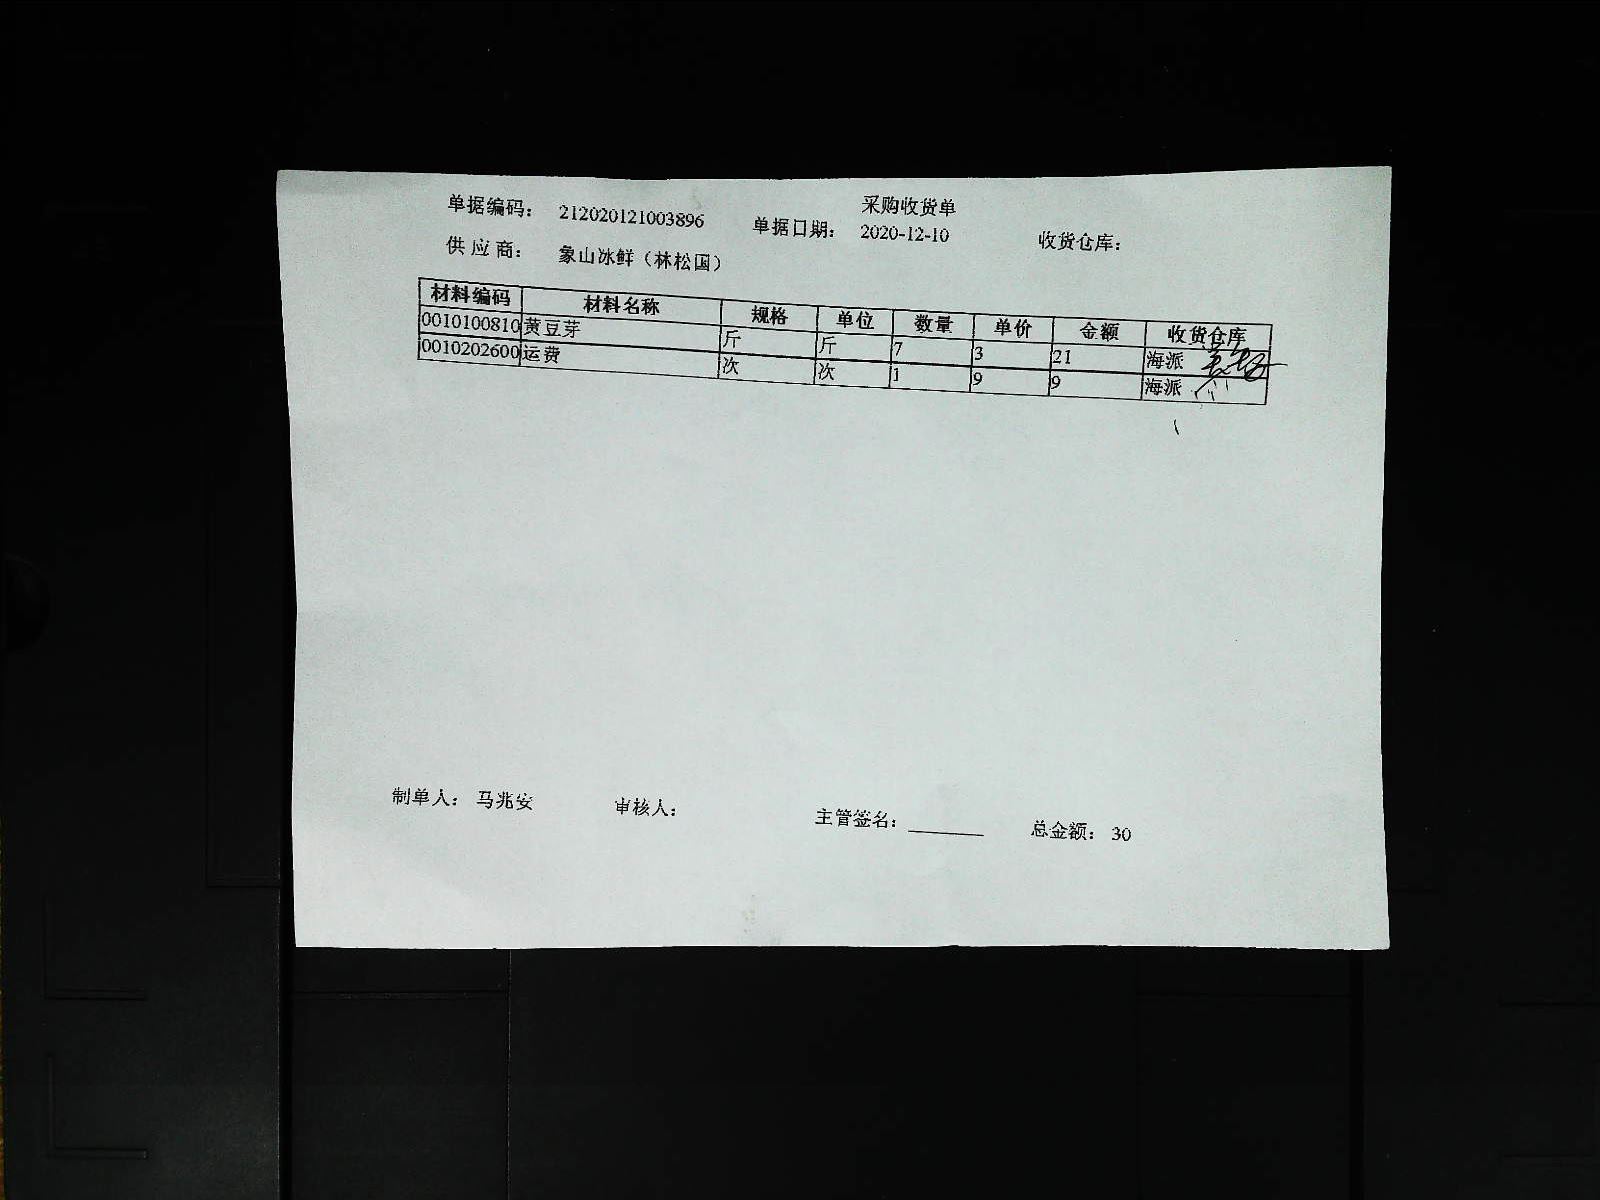 采购收货单
单据编码： 212020121003896 单据日期： 2020-12-10 收货仓库：
供 应 商： 象山冰鲜（林松国）
材料编码 材料名称 规格 单位 数量 单价 金额 收货仓库
0010100810 黄豆芽 斤 斤 7 3 21 海派
0010202600 运费 次 次 1 9 9 海派
制单人： 马兆安 审核人： 主管签名： 总金额： 30